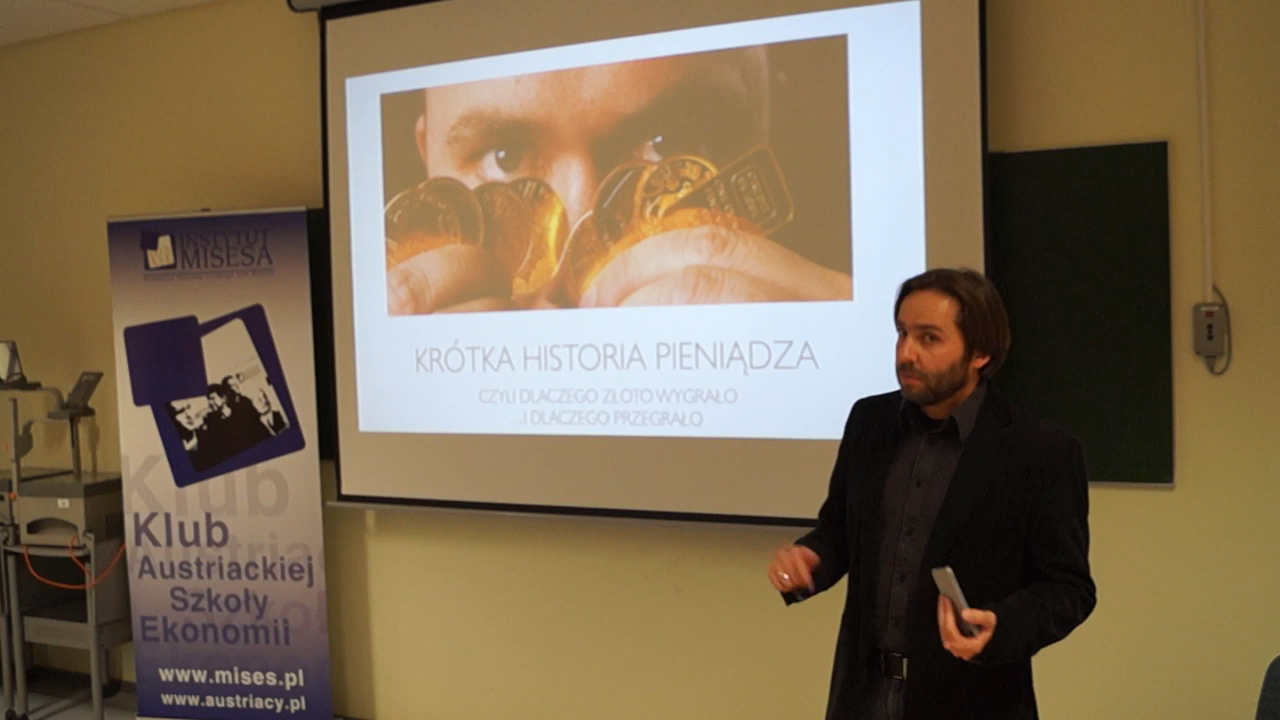 INSTYTUT
MISESA
Klub
Austriackiej
Szkoły
Ekonomii
www.mises.pl
www.austriacy.pl
KRÓTKA HISTORIA PIENIĄDZA
CZYLI DLACZEGO ZŁOTO WYGRAŁO
I DLACZEGO PRZEGRAŁO